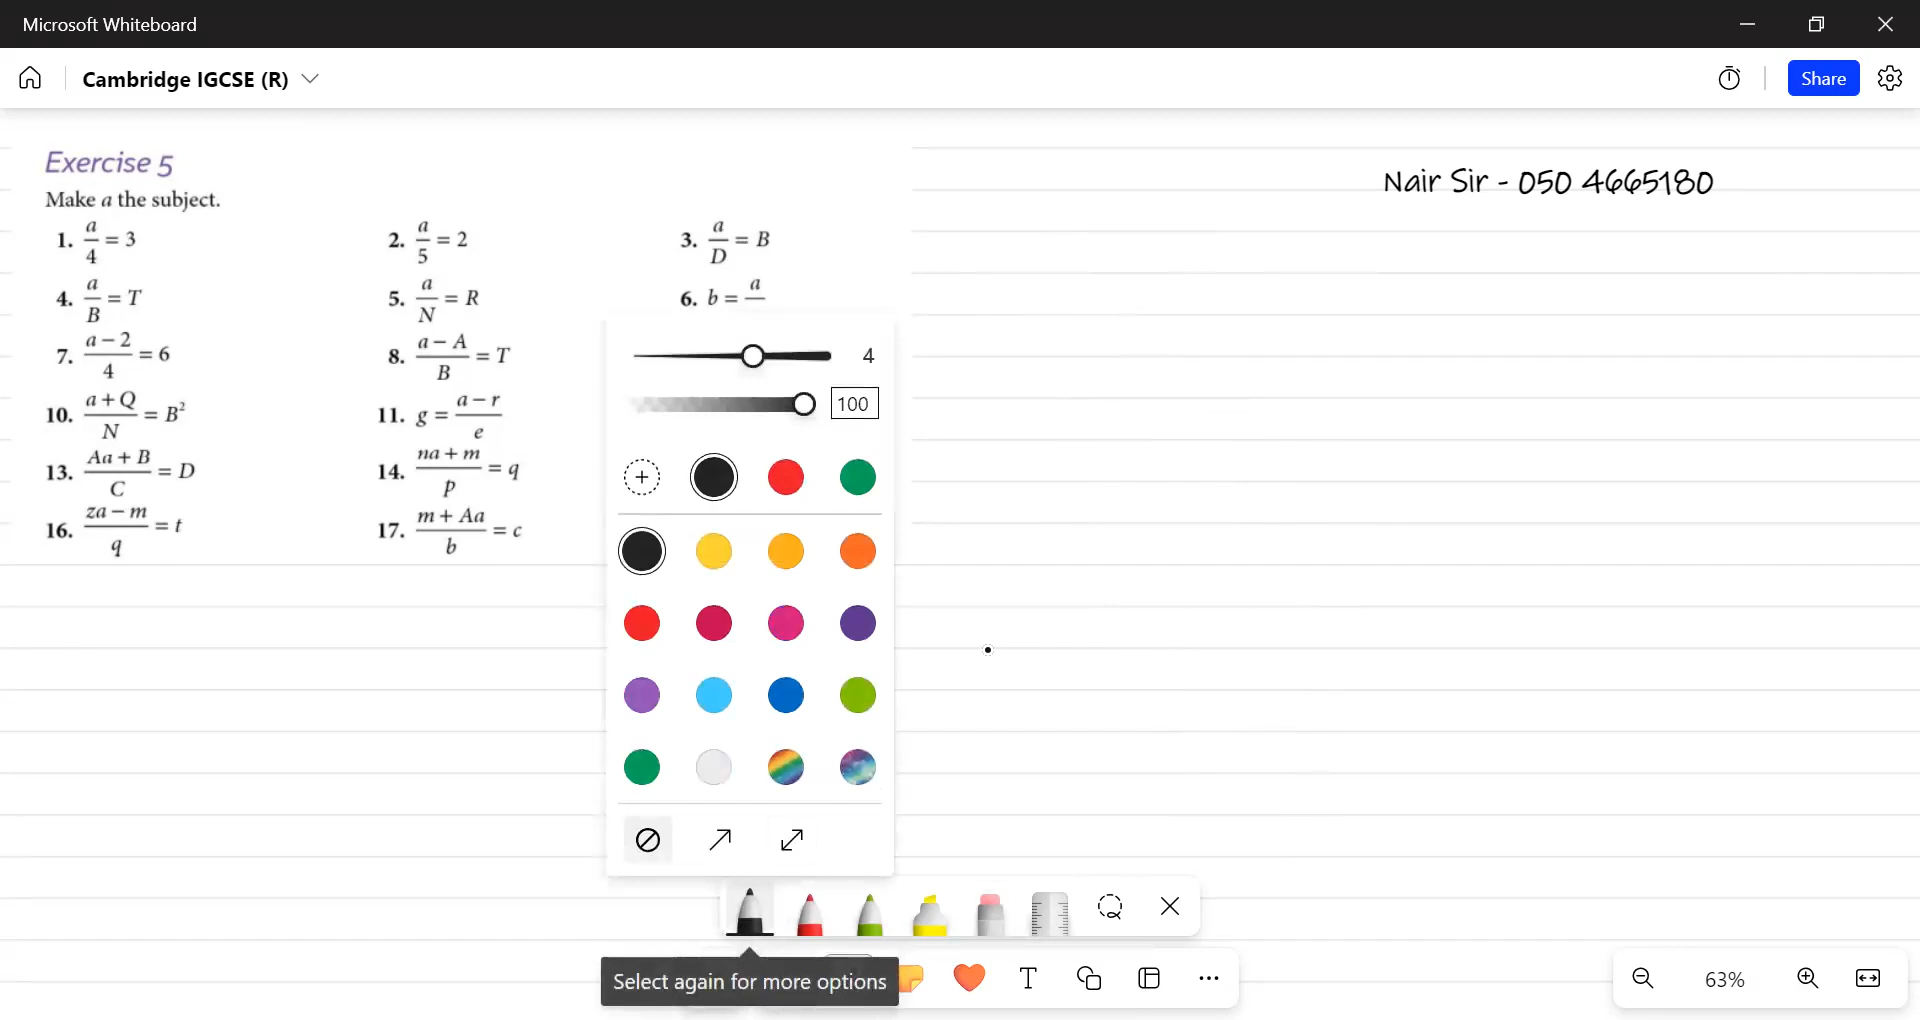 Microsoft Whiteboard
Cambridge IGCSE (R)
Share
Exercise 5
Make a the subject.
Nair Sir - 050 4665180
1. a/4 = 3
2. a/5 = 2
3. a/D = B
4. a/B = T
5. a/N = R
6. b = a
7. (a - 2)/4 = 6
8. (a - A)/B = T
10. (a + Q)/N = B²
11. g = (a - r)/e
13. (Aa + B)/C = D
14. (na + m)/p = q
16. (za - m)/q = t
17. (m + Aa)/b = c
4
100
Select again for more options
T
63%